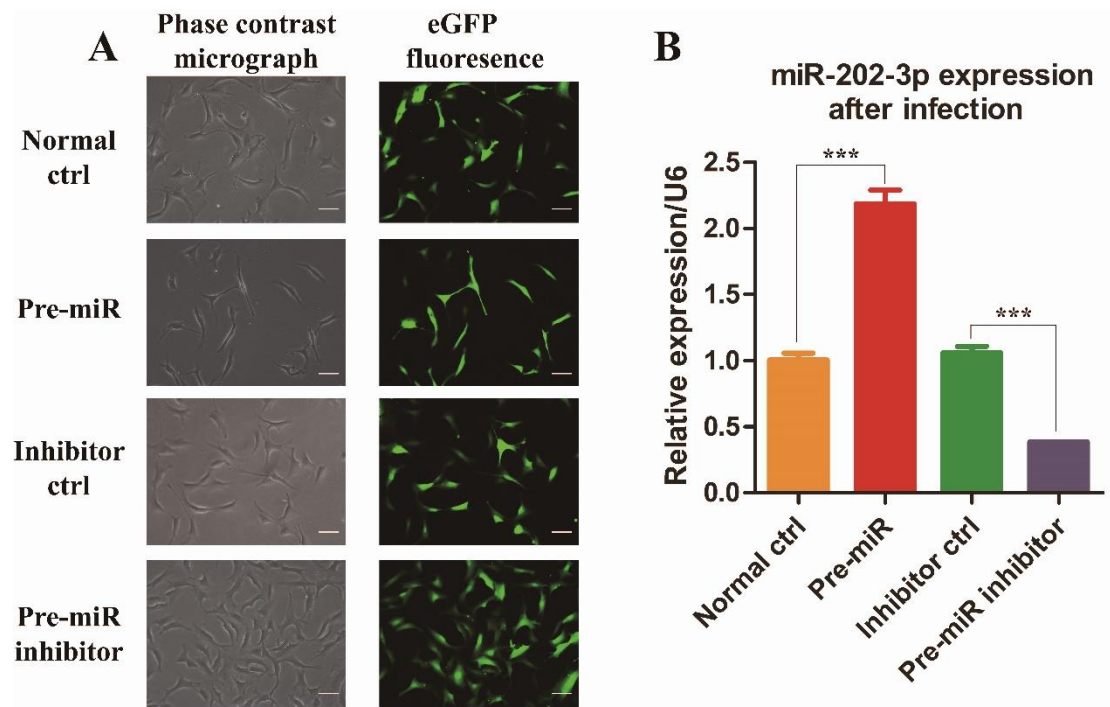 A
Phase contrast
micrograph
eGFP
fluoresence
Normal
ctrl
Pre-miR
Inhibitor
ctrl
Pre-miR
inhibitor
B
miR-202-3p expression
after infection
Relative expression/U6
2.5
2.0
1.5
1.0
0.5
0.0
***
***
Normal ctrl
Pre-miR
Inhibitor ctrl
Pre-miR inhibitor